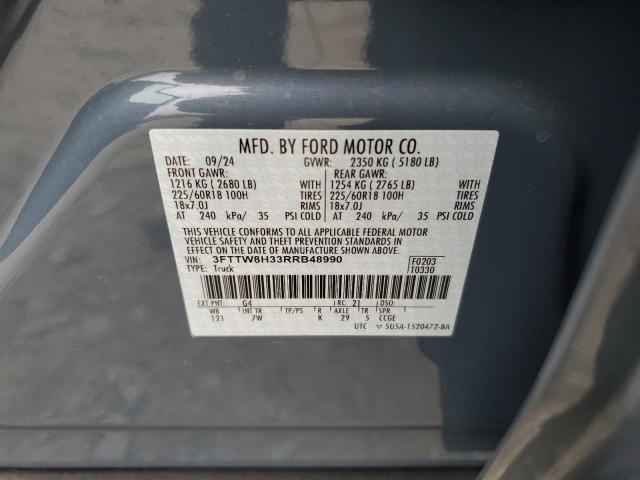 MFD. BY FORD MOTOR CO.
DATE: 09/24 GVWR: 2350 KG ( 5180 LB)
FRONT GAWR: REAR GAWR:
1216 KG ( 2680 LB) WITH 1254 KG ( 2765 LB) WITH
225/60R18 100H TIRES 225/60R18 100H TIRES
18x7.0J RIMS 18x7.0J RIMS
AT 240 kPa/ 35 PSI COLD AT 240 kPa/ 35 PSI COLD
THIS VEHICLE CONFORMS TO ALL APPLICABLE FEDERAL MOTOR
VEHICLE SAFETY AND THEFT PREVENTION STANDARDS IN
EFFECT ON THE DATE OF MANUFACTURE SHOWN ABOVE.
VIN: 3FTTW8H33RRB48990 F0203
TYPE: Truck T0330
EXT PNT: G4 RC: 21 DSO:
WB INT TR TP/PS R AXLE TR SPR
121 7W K 29 5 CCGE
UTC ▽ SU5A-1520472-BA